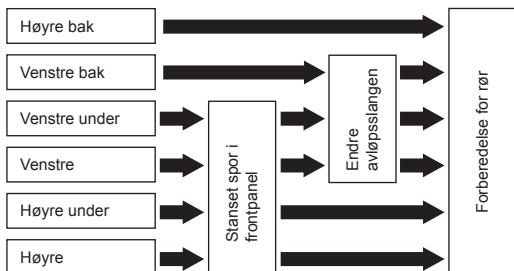 Høyre bak
Venstre bak
Venstre under
Venstre
Høyre under
Høyre
Stanset spor i
frontpanel
Endre
avløpsslangen
Forberedelse for rør